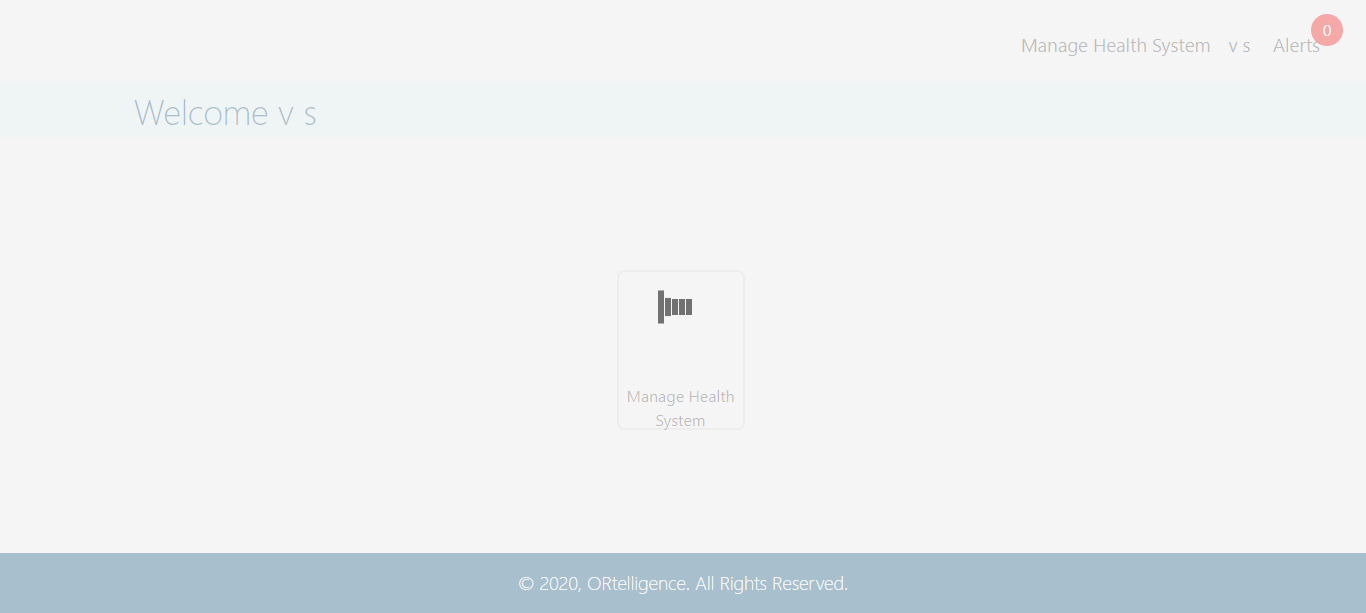 Manage Health System v s Alerts 0
Welcome v s
Manage Health
System
© 2020, ORtelligence. All Rights Reserved.